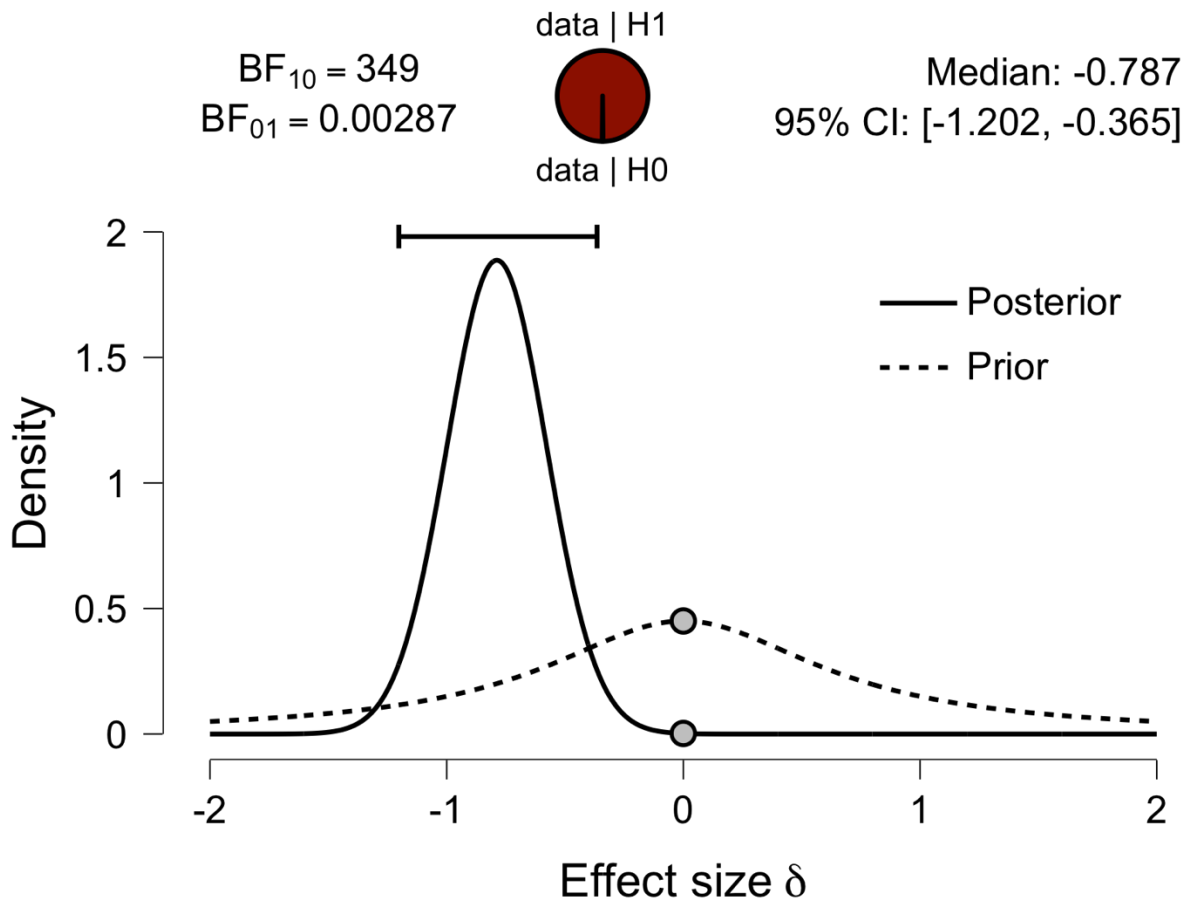 data | H1
BF₁₀ = 349
BF₀₁ = 0.00287
data | H0
Median: -0.787
95% CI: [-1.202, -0.365]
Posterior
Prior
Density
2
1.5
1
0.5
0
-2
-1
0
1
2
Effect size δ